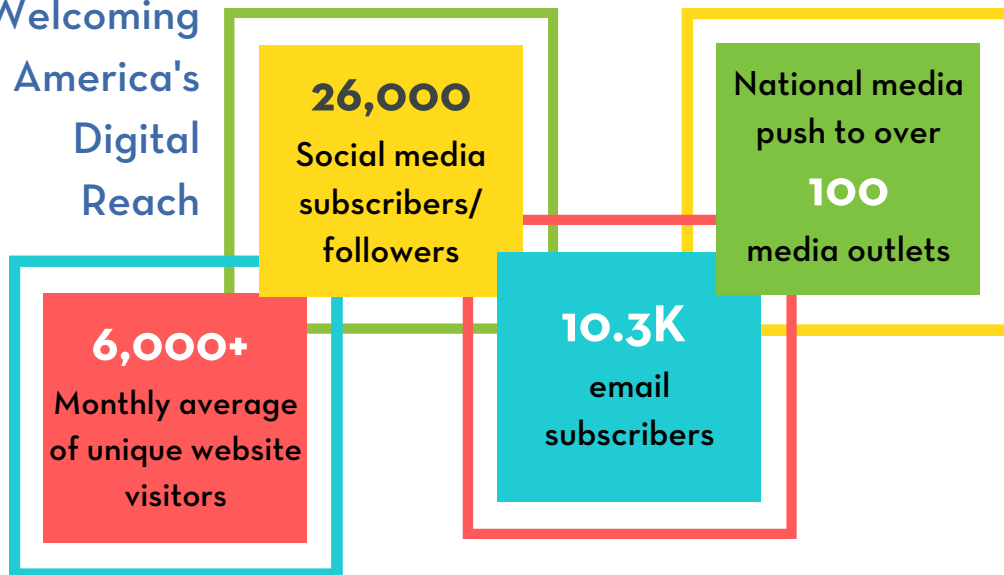 Welcoming
America's
Digital
Reach
26,000
Social media
subscribers/
followers
National media
push to over
100
media outlets
6,000+
Monthly average
of unique website
visitors
10.3K
email
subscribers